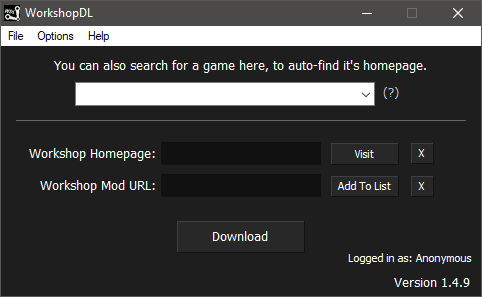 WorkshopDL
File Options Help
You can also search for a game here, to auto-find it's homepage.
(?)
Workshop Homepage: Visit X
Workshop Mod URL: Add To List X
Download
Logged in as: Anonymous
Version 1.4.9